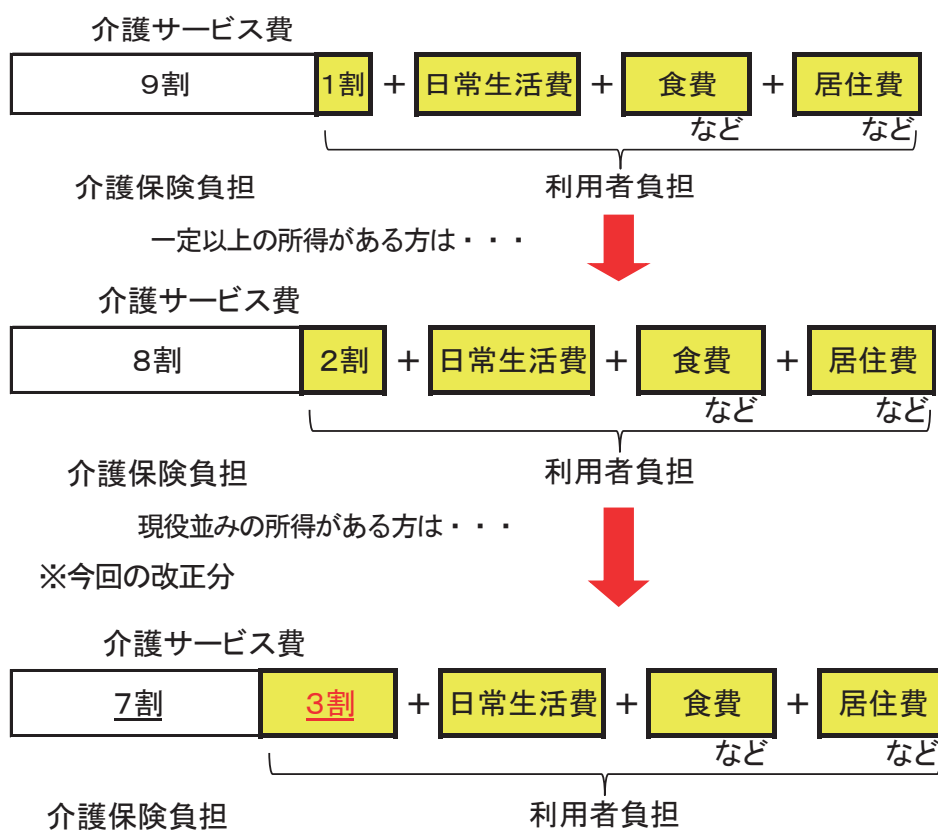 介護サービス費
9割 1割 + 日常生活費 + 食費 + 居住費
など など
介護保険負担 利用者負担
一定以上の所得がある方は・・・
介護サービス費
8割 2割 + 日常生活費 + 食費 + 居住費
など など
介護保険負担 利用者負担
現役並みの所得がある方は・・・
※今回の改正分
介護サービス費
7割 3割 + 日常生活費 + 食費 + 居住費
など など
介護保険負担 利用者負担